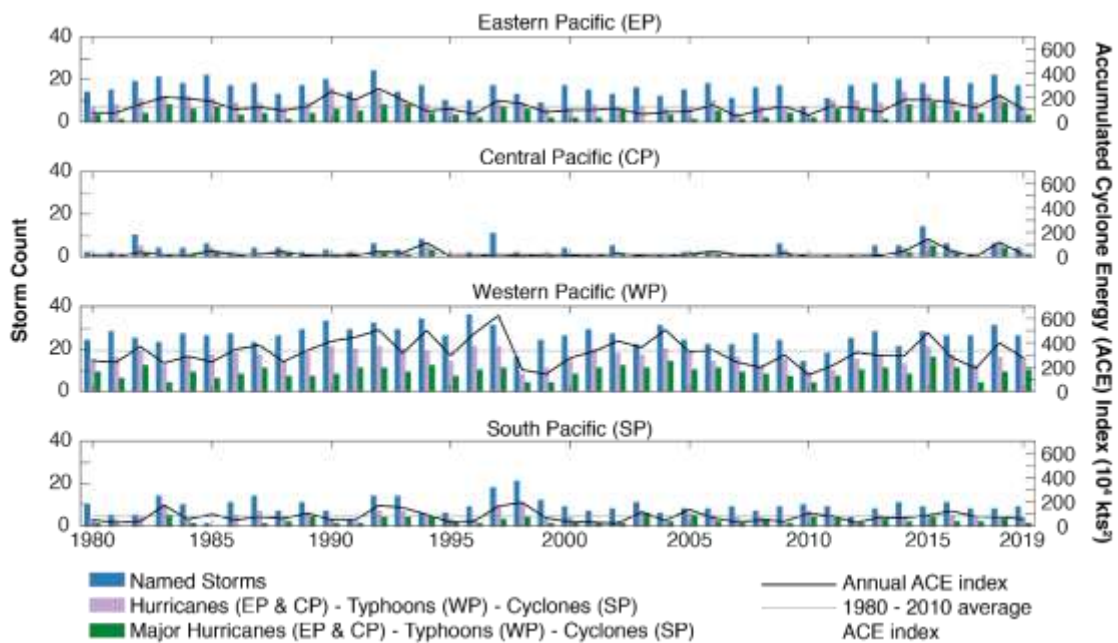 Eastern Pacific (EP)
40
20
0
600
400
200
0
Central Pacific (CP)
40
20
0
600
400
200
0
Western Pacific (WP)
40
20
0
600
400
200
0
South Pacific (SP)
40
20
0
600
400
200
0
1980 1985 1990 1995 2000 2005 2010 2015 2019
Storm Count
Accumulated Cyclone Energy (ACE) Index (10⁴ kts²)
Named Storms
Hurricanes (EP & CP) - Typhoons (WP) - Cyclones (SP)
Major Hurricanes (EP & CP) - Typhoons (WP) - Cyclones (SP)
Annual ACE index
1980 - 2010 average
ACE index